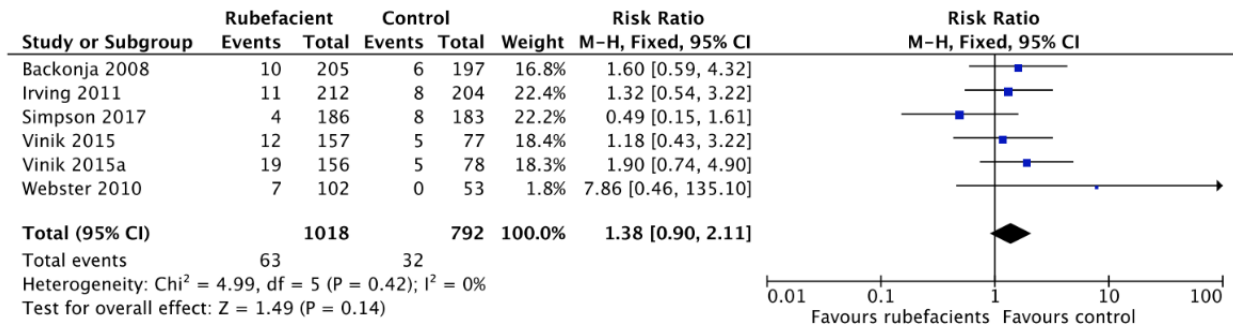 Rubefacient Control Risk Ratio Risk Ratio
Study or Subgroup Events Total Events Total Weight M-H, Fixed, 95% CI M-H, Fixed, 95% CI
Backonja 2008 10 205 6 197 16.8% 1.60 [0.59, 4.32]
Irving 2011 11 212 8 204 22.4% 1.32 [0.54, 3.22]
Simpson 2017 4 186 8 183 22.2% 0.49 [0.15, 1.61]
Vinik 2015 12 157 5 77 18.4% 1.18 [0.43, 3.22]
Vinik 2015a 19 156 5 78 18.3% 1.90 [0.74, 4.90]
Webster 2010 7 102 0 53 1.8% 7.86 [0.46, 135.10]
Total (95% CI) 1018 792 100.0% 1.38 [0.90, 2.11]
Total events 63 32
Heterogeneity: Chi² = 4.99, df = 5 (P = 0.42); I² = 0%
Test for overall effect: Z = 1.49 (P = 0.14)
0.01 0.1 1 10 100
Favours rubefacients Favours control